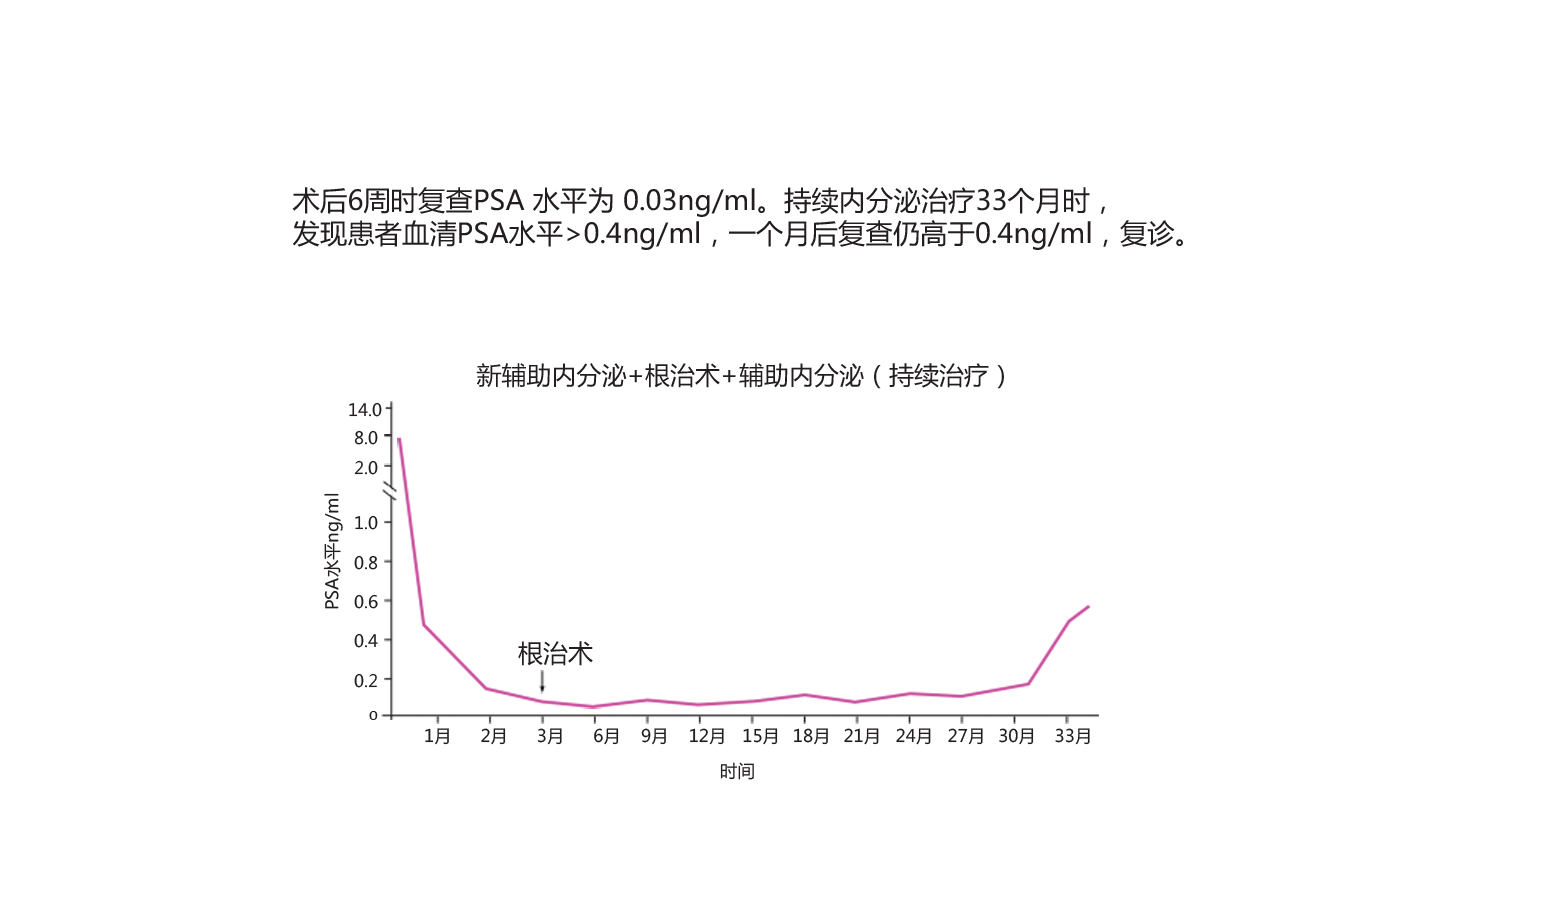 术后6周时复查PSA 水平为 0.03ng/ml。持续内分泌治疗33个月时，
发现患者血清PSA水平>0.4ng/ml，一个月后复查仍高于0.4ng/ml，复诊。
新辅助内分泌+根治术+辅助内分泌（持续治疗）
14.0
8.0
2.0
1.0
0.8
0.6
0.4
0.2
0
PSA水平ng/ml
根治术
1月 2月 3月 6月 9月 12月 15月 18月 21月 24月 27月 30月 33月
时间